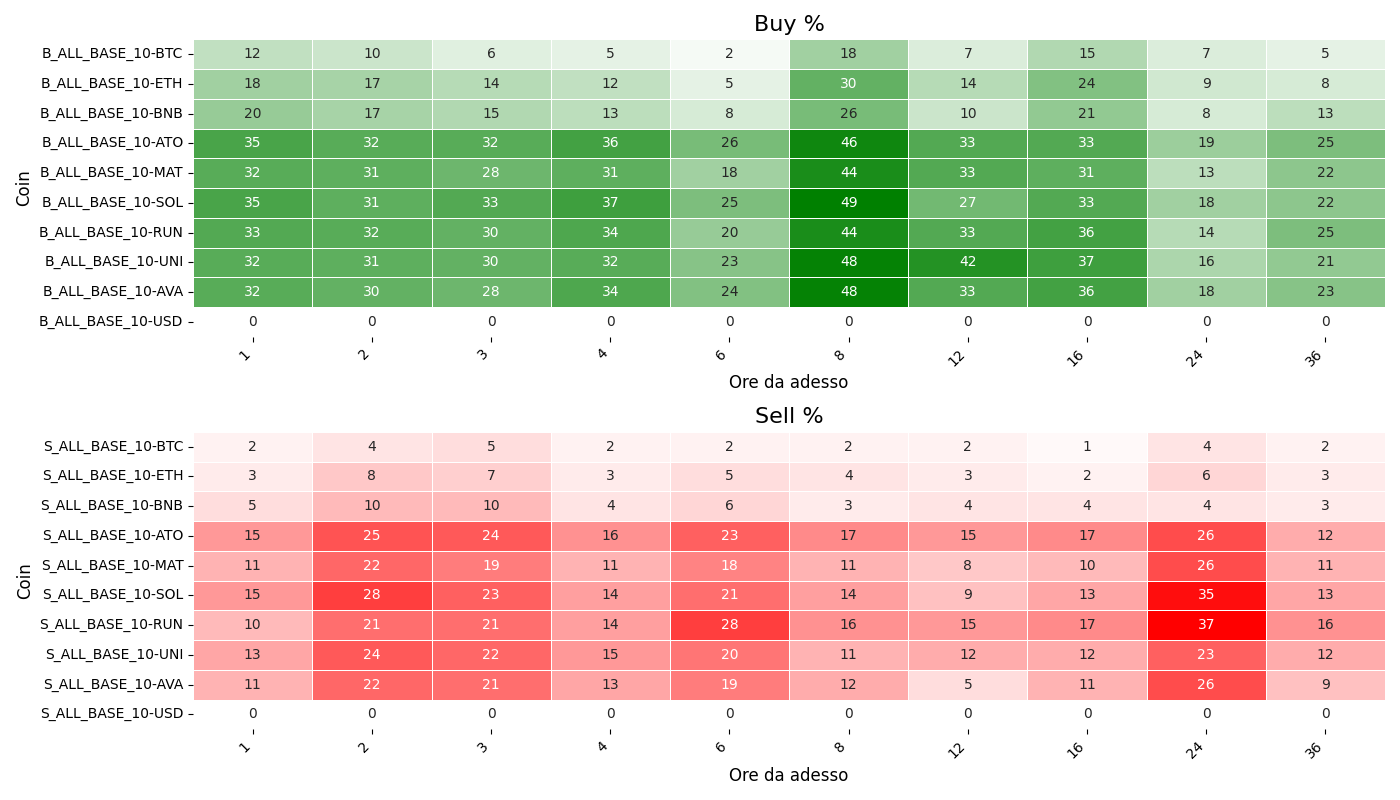 Buy %
Coin
B_ALL_BASE_10-BTC 12 10 6 5 2 18 7 15 7 5
B_ALL_BASE_10-ETH 18 17 14 12 5 30 14 24 9 8
B_ALL_BASE_10-BNB 20 17 15 13 8 26 10 21 8 13
B_ALL_BASE_10-ATO 35 32 32 36 26 46 33 33 19 25
B_ALL_BASE_10-MAT 32 31 28 31 18 44 33 31 13 22
B_ALL_BASE_10-SOL 35 31 33 37 25 49 27 33 18 22
B_ALL_BASE_10-RUN 33 32 30 34 20 44 33 36 14 25
B_ALL_BASE_10-UNI 32 31 30 32 23 48 42 37 16 21
B_ALL_BASE_10-AVA 32 30 28 34 24 48 33 36 18 23
B_ALL_BASE_10-USD 0 0 0 0 0 0 0 0 0 0
1 2 3 4 6 8 12 16 24 36
Ore da adesso
Sell %
Coin
S_ALL_BASE_10-BTC 2 4 5 2 2 2 2 1 4 2
S_ALL_BASE_10-ETH 3 8 7 3 5 4 3 2 6 3
S_ALL_BASE_10-BNB 5 10 10 4 6 3 4 4 4 3
S_ALL_BASE_10-ATO 15 25 24 16 23 17 15 17 26 12
S_ALL_BASE_10-MAT 11 22 19 11 18 11 8 10 26 11
S_ALL_BASE_10-SOL 15 28 23 14 21 14 9 13 35 13
S_ALL_BASE_10-RUN 10 21 21 14 28 16 15 17 37 16
S_ALL_BASE_10-UNI 13 24 22 15 20 11 12 12 23 12
S_ALL_BASE_10-AVA 11 22 21 13 19 12 5 11 26 9
S_ALL_BASE_10-USD 0 0 0 0 0 0 0 0 0 0
1 2 3 4 6 8 12 16 24 36
Ore da adesso